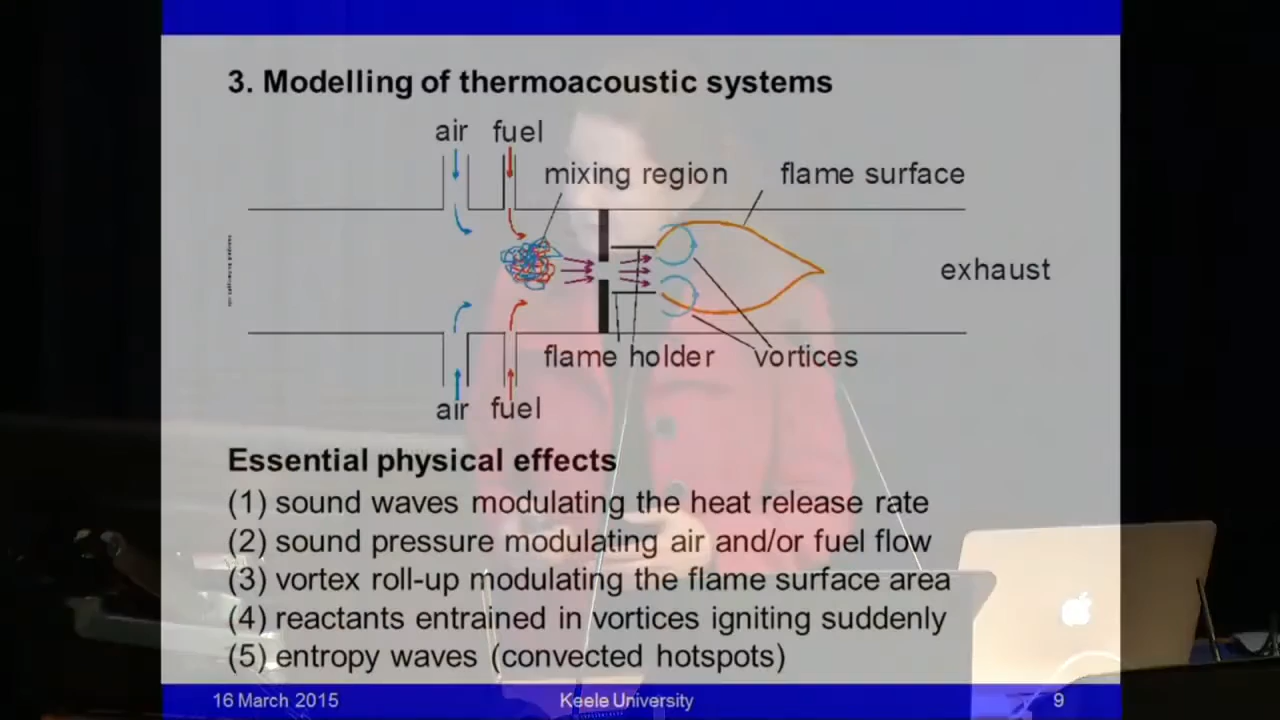 3. Modelling of thermoacoustic systems
air fuel
mixing region flame surface
exhaust
flame holder vortices
air fuel
Essential physical effects
(1) sound waves modulating the heat release rate
(2) sound pressure modulating air and/or fuel flow
(3) vortex roll-up modulating the flame surface area
(4) reactants entrained in vortices igniting suddenly
(5) entropy waves (convected hotspots)
16 March 2015 Keele University 9